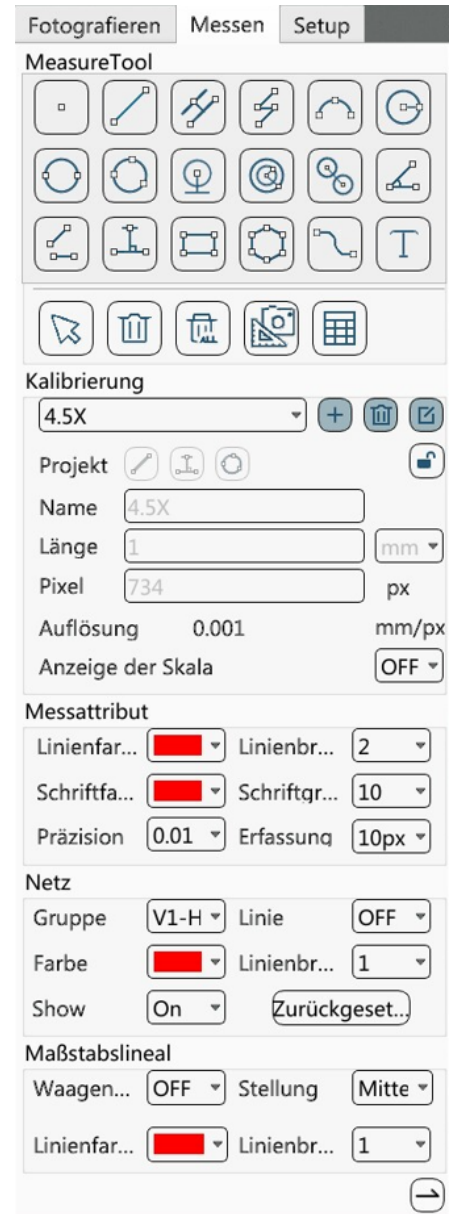 Fotografieren Messen Setup
MeasureTool
T
ALL
Kalibrierung
4.5X
Projekt
Name 4.5X
Länge 1 mm
Pixel 734 px
Auflösung 0.001 mm/px
Anzeige der Skala OFF
Messattribut
Linienfar... Linienbr... 2
Schriftfa... Schriftgr... 10
Präzision 0.01 Erfassung 10px
Netz
Gruppe V1-H Linie OFF
Farbe Linienbr... 1
Show On Zurückgeset...
Maßstabslineal
Waagen... OFF Stellung Mitte
Linienfar... Linienbr... 1